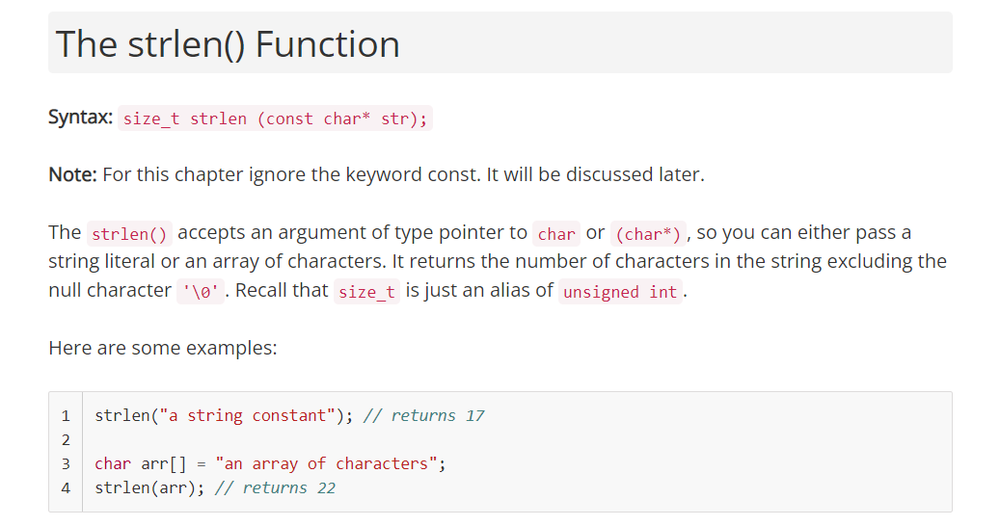 The strlen() Function
Syntax: size_t strlen (const char* str);
Note: For this chapter ignore the keyword const. It will be discussed later.
The strlen() accepts an argument of type pointer to char or (char*) , so you can either pass a
string literal or an array of characters. It returns the number of characters in the string excluding the
null character '\0' . Recall that size_t is just an alias of unsigned int .
Here are some examples:
1 strlen("a string constant"); // returns 17
2
3 char arr[] = "an array of characters";
4 strlen(arr); // returns 22